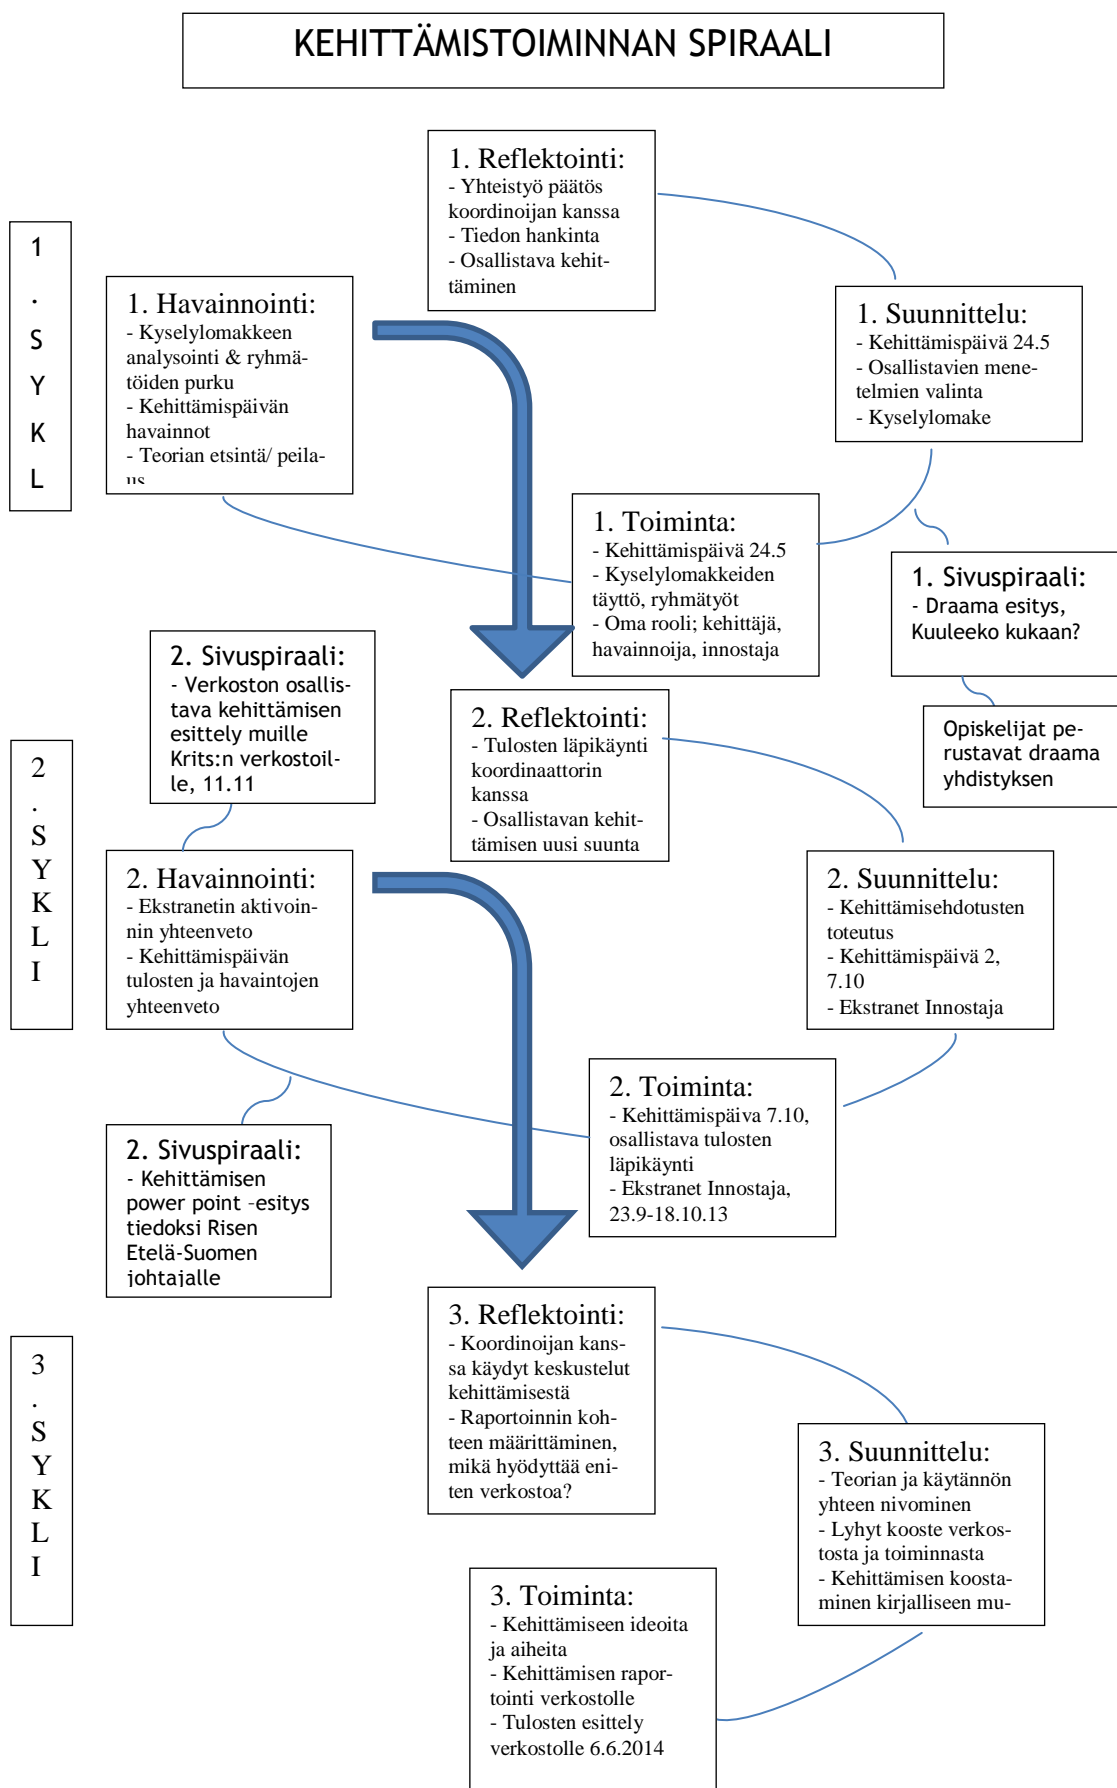 KEHITTÄMISTOIMINNAN SPIRAALI
1
.
S
Y
K
L
1. Reflektointi:
- Yhteistyö päätös
koordinoijan kanssa
- Tiedon hankinta
- Osallistava kehit-
täminen
1. Havainnointi:
- Kyselylomakkeen
analysointi & ryhmä-
töiden purku
- Kehittämispäivän
havainnot
- Teorian etsintä/ peila-
us
1. Suunnittelu:
- Kehittämispäivä 24.5
- Osallistavien mene-
telmien valinta
- Kyselylomake
1. Toiminta:
- Kehittämispäivä 24.5
- Kyselylomakkeiden
täyttö, ryhmätyöt
- Oma rooli; kehittäjä,
havainnoija, innostaja
1. Sivuspiraali:
- Draama esitys,
Kuuleeko kukaan?
Opiskelijat pe-
rustavat draama
yhdistyksen
2
.
S
Y
K
L
I
2. Sivuspiraali:
- Verkoston osallis-
tava kehittämisen
esittely muille
Krits:n verkostoil-
le, 11.11
2. Reflektointi:
- Tulosten läpikäynti
koordinaattorin
kanssa
- Osallistavan kehit-
tämisen uusi suunta
2. Havainnointi:
- Ekstranetin aktivoin-
nin yhteenveto
- Kehittämispäivän
tulosten ja havaintojen
yhteenveto
2. Suunnittelu:
- Kehittämisehdotusten
toteutus
- Kehittämispäivä 2,
7.10
- Ekstranet Innostaja
2. Toiminta:
- Kehittämispäiva 7.10,
osallistava tulosten
läpikäynti
- Ekstranet Innostaja,
23.9-18.10.13
2. Sivuspiraali:
- Kehittämisen
power point -esitys
tiedoksi Risen
Etelä-Suomen
johtajalle
3
.
S
Y
K
L
I
3. Reflektointi:
- Koordinoijan kans-
sa käydyt keskustelut
kehittämisestä
- Raportoinnin koh-
teen määrittäminen,
mikä hyödyttää eni-
ten verkostoa?
3. Suunnittelu:
- Teorian ja käytännön
yhteen nivominen
- Lyhyt kooste verkos-
tosta ja toiminnasta
- Kehittämisen koosta-
minen kirjalliseen mu-
3. Toiminta:
- Kehittämiseen ideoita
ja aiheita
- Kehittämisen rapor-
tointi verkostolle
- Tulosten esittely
verkostolle 6.6.2014